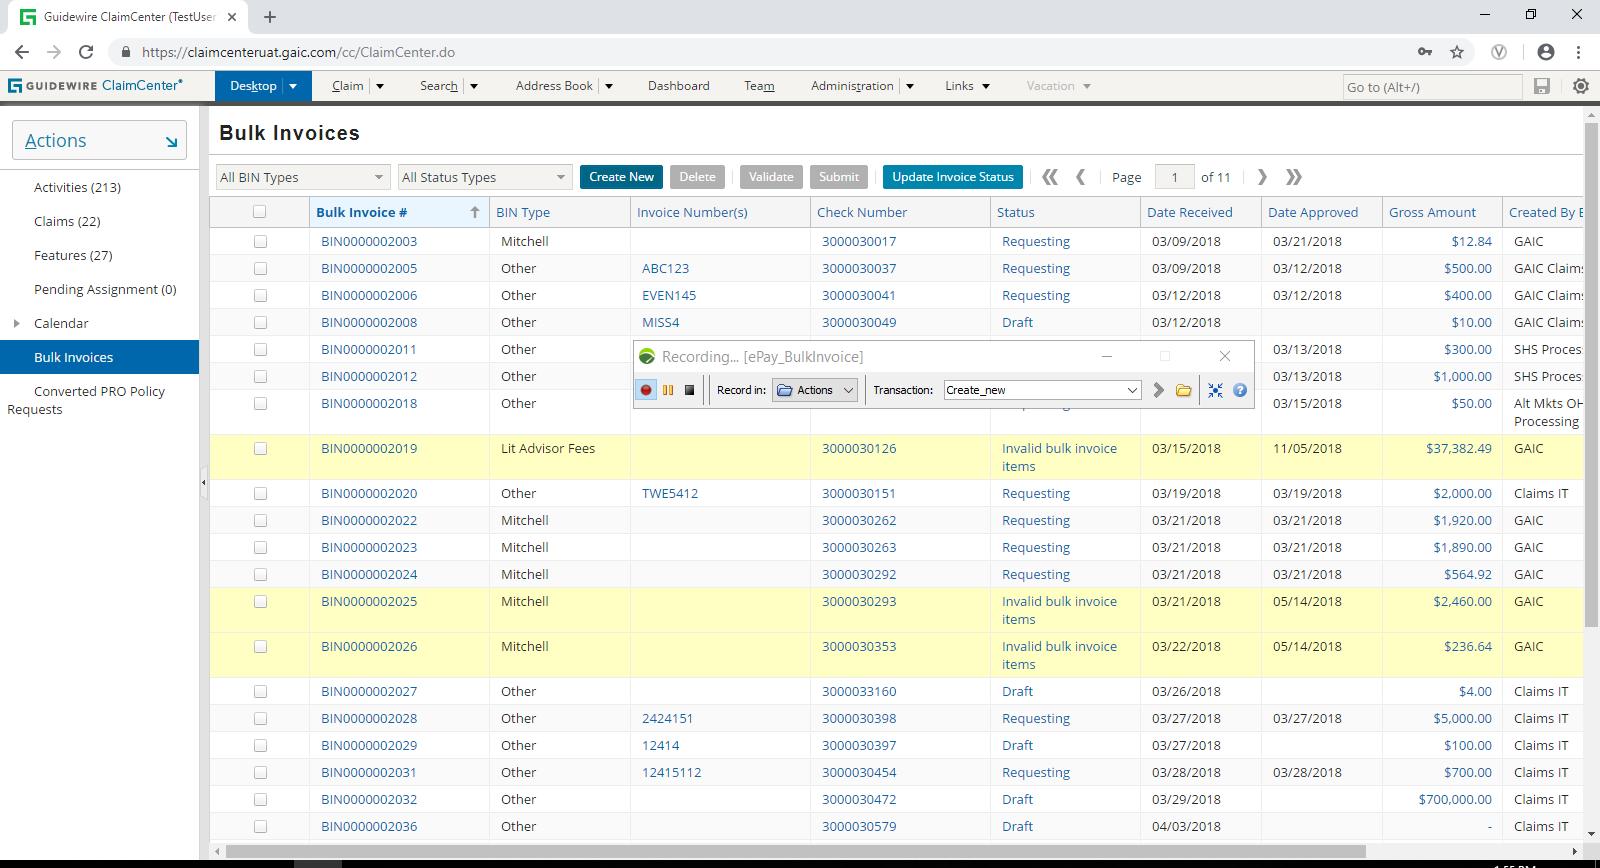 Guidewire ClaimCenter (TestUser
https://claimcenteruat.gaic.com/cc/ClaimCenter.do
GUIDEWIRE ClaimCenter® Desktop Claim Search Address Book Dashboard Team Administration Links Vacation Go to (Alt+/)
Actions
Activities (213)
Claims (22)
Features (27)
Pending Assignment (0)
Calendar
Bulk Invoices
Converted PRO Policy
Requests
Bulk Invoices
All BIN Types All Status Types Create New Delete Validate Submit Update Invoice Status Page 1 of 11
Bulk Invoice # BIN Type Invoice Number(s) Check Number Status Date Received Date Approved Gross Amount Created By
BIN0000002003 Mitchell 3000030017 Requesting 03/09/2018 03/21/2018 $12.84 GAIC
BIN0000002005 Other ABC123 3000030037 Requesting 03/09/2018 03/12/2018 $500.00 GAIC Claims
BIN0000002006 Other EVEN145 3000030041 Requesting 03/12/2018 03/12/2018 $400.00 GAIC Claims
BIN0000002008 Other MISS4 3000030049 Draft 03/12/2018 $10.00 GAIC Claims
BIN0000002011 Other 03/13/2018 $300.00 SHS Proces
BIN0000002012 Other 03/13/2018 $1,000.00 SHS Proces
BIN0000002018 Other 03/15/2018 $50.00 Alt Mkts OH
Processing
Recording... [ePay_BulkInvoice]
Record in: Actions Transaction: Create_new
BIN0000002019 Lit Advisor Fees 3000030126 Invalid bulk invoice 03/15/2018 11/05/2018 $37,382.49 GAIC
items
BIN0000002020 Other TWE5412 3000030151 Requesting 03/19/2018 03/19/2018 $2,000.00 Claims IT
BIN0000002022 Mitchell 3000030262 Requesting 03/21/2018 03/21/2018 $1,920.00 GAIC
BIN0000002023 Mitchell 3000030263 Requesting 03/21/2018 03/21/2018 $1,890.00 GAIC
BIN0000002024 Mitchell 3000030292 Requesting 03/21/2018 03/21/2018 $564.92 GAIC
BIN0000002025 Mitchell 3000030293 Invalid bulk invoice 03/21/2018 05/14/2018 $2,460.00 GAIC
items
BIN0000002026 Mitchell 3000030353 Invalid bulk invoice 03/22/2018 05/14/2018 $236.64 GAIC
items
BIN0000002027 Other 3000033160 Draft 03/26/2018 $4.00 Claims IT
BIN0000002028 Other 2424151 3000030398 Requesting 03/27/2018 03/27/2018 $5,000.00 Claims IT
BIN0000002029 Other 12414 3000030397 Draft 03/27/2018 $100.00 Claims IT
BIN0000002031 Other 12415112 3000030454 Requesting 03/28/2018 03/28/2018 $700.00 Claims IT
BIN0000002032 Other 3000030472 Draft 03/29/2018 $700,000.00 Claims IT
BIN0000002036 Other 3000030579 Draft 04/03/2018 - Claims IT